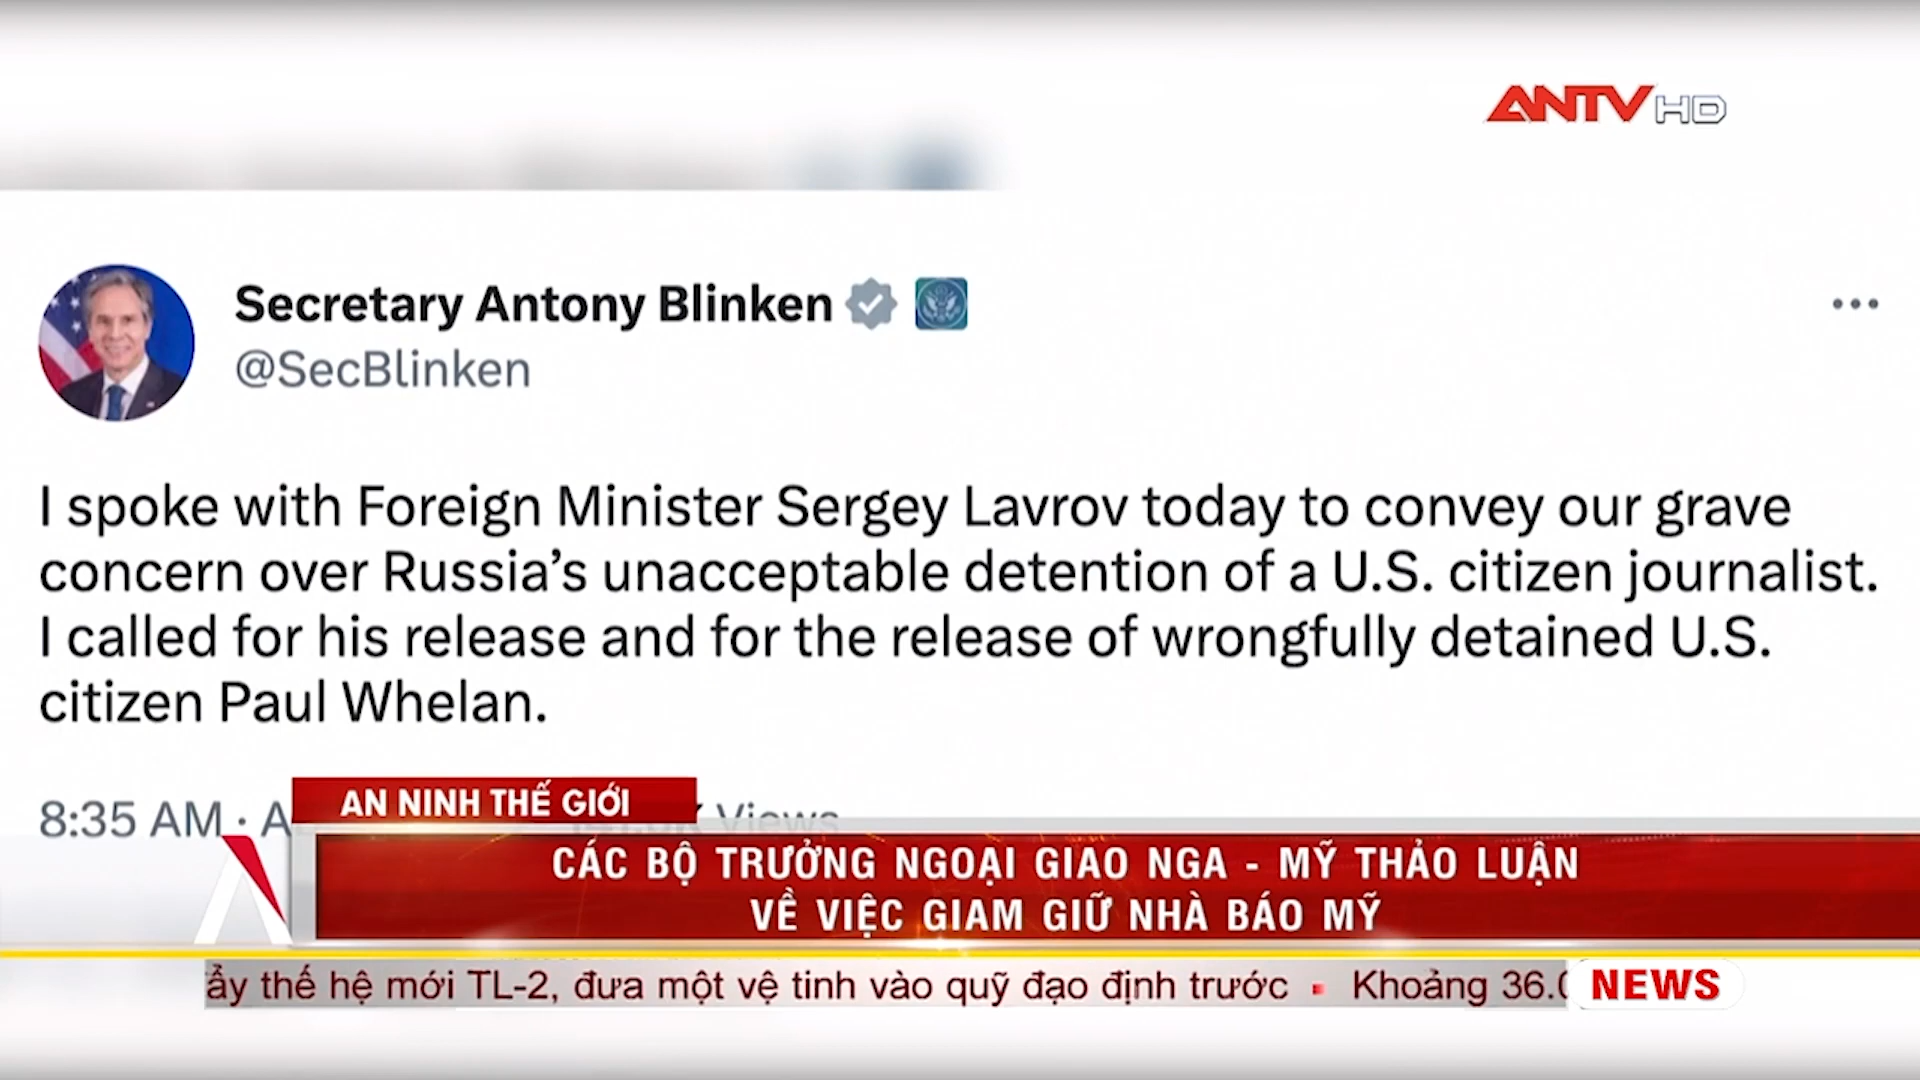 ANTV HD
Secretary Antony Blinken
@SecBlinken
I spoke with Foreign Minister Sergey Lavrov today to convey our grave
concern over Russia’s unacceptable detention of a U.S. citizen journalist.
I called for his release and for the release of wrongfully detained U.S.
citizen Paul Whelan.
8:35 AM · Views
AN NINH THẾ GIỚI
CÁC BỘ TRƯỞNG NGOẠI GIAO NGA - MỸ THẢO LUẬN
VỀ VIỆC GIAM GIỮ NHÀ BÁO MỸ
thế hệ mới TL-2, đưa một vệ tinh vào quỹ đạo định trước ▪ Khoảng
NEWS